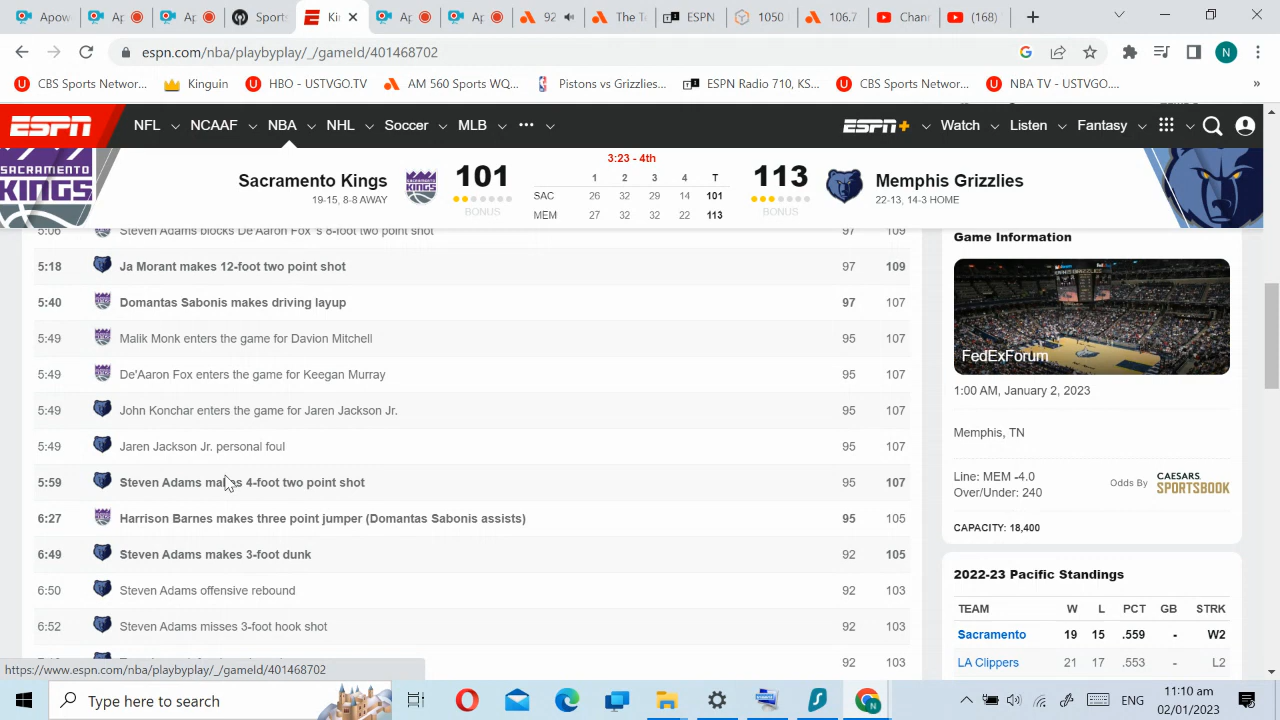 Apow
Ap
Ap
Sports
Ki
Ap
Ap
92
The T
ESPN
1050
106.7
Chan
(168)
espn.com/nba/playbyplay/_/gameId/401468702
N
CBS Sports Networ...
Kinguin
HBO - USTVGO.TV
AM 560 Sports WQ...
Pistons vs Grizzlies...
ESPN Radio 710, KS...
CBS Sports Networ...
NBA TV - USTVGO....
»
ESPN NFL NCAAF NBA NHL Soccer MLB ••• ESPN+ Watch Listen Fantasy
SACRAMENTO
KINGS
Sacramento Kings
19-15, 8-8 AWAY
101
BONUS
3:23 - 4th
1 2 3 4 T
SAC 26 32 29 14 101
MEM 27 32 32 22 113
113
BONUS
Memphis Grizzlies
22-13, 14-3 HOME
5:06 Steven Adams blocks De'Aaron Fox 's 8-foot two point shot 97 109
5:18 Ja Morant makes 12-foot two point shot 97 109
5:40 Domantas Sabonis makes driving layup 97 107
5:49 Malik Monk enters the game for Davion Mitchell 95 107
5:49 De'Aaron Fox enters the game for Keegan Murray 95 107
5:49 John Konchar enters the game for Jaren Jackson Jr. 95 107
5:49 Jaren Jackson Jr. personal foul 95 107
5:59 Steven Adams makes 4-foot two point shot 95 107
6:27 Harrison Barnes makes three point jumper (Domantas Sabonis assists) 95 105
6:49 Steven Adams makes 3-foot dunk 92 105
6:50 Steven Adams offensive rebound 92 103
6:52 Steven Adams misses 3-foot hook shot 92 103
92 103
Game Information
FedExForum
1:00 AM, January 2, 2023
Memphis, TN
Line: MEM -4.0
Over/Under: 240
Odds By
CAESARS
SPORTSBOOK
CAPACITY: 18,400
2022-23 Pacific Standings
TEAM W L PCT GB STRK
Sacramento 19 15 .559 - W2
LA Clippers 21 17 .553 - L2
https://www.espn.com/nba/playbyplay/_/gameId/401468702
Type here to search
ENG
11:10 am
02/01/2023